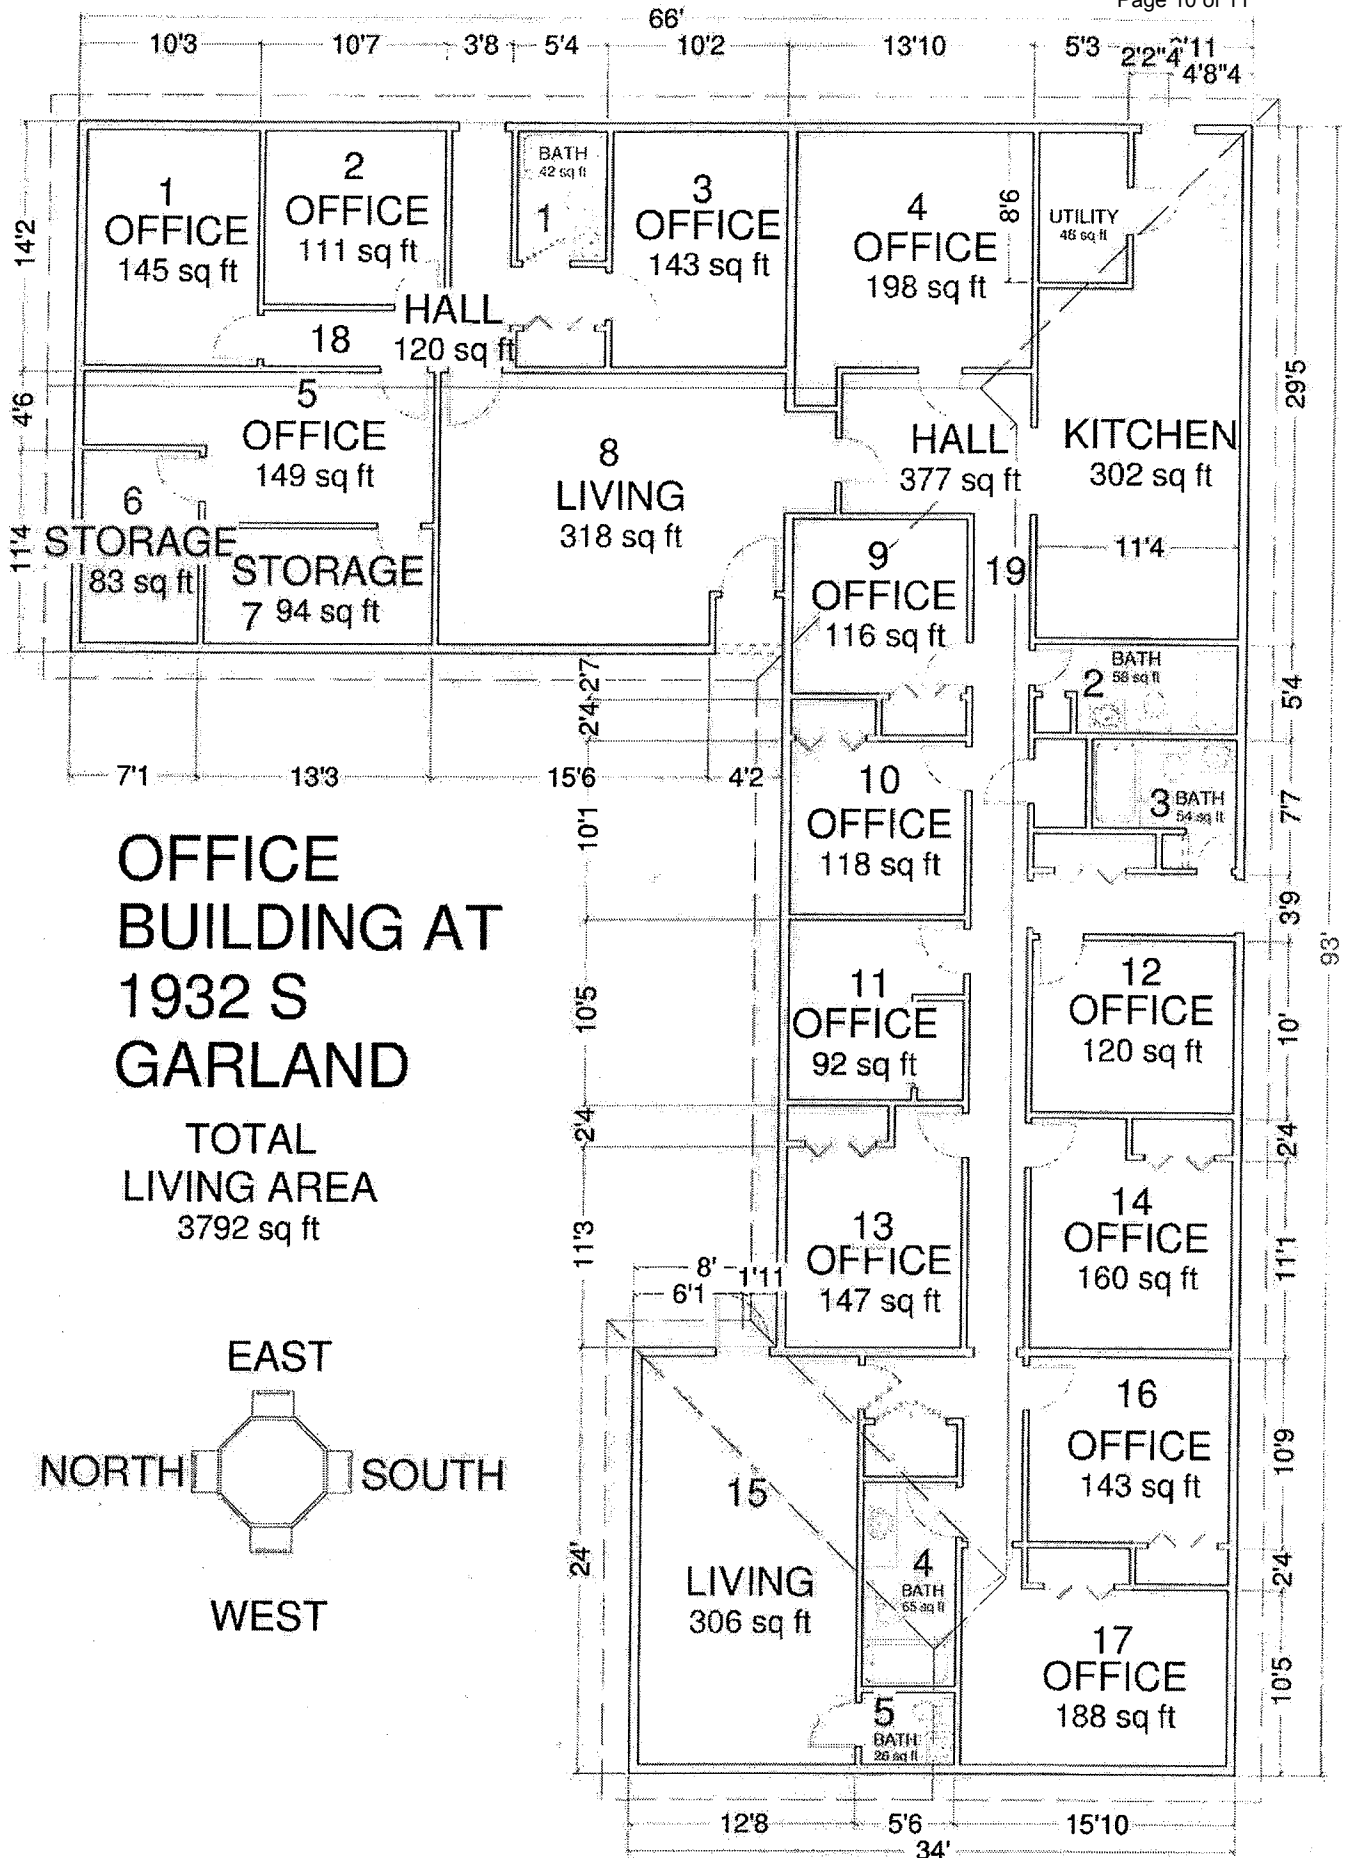 Page 10 of 11
66'
10'3 10'7 3'8 5'4 10'2 13'10 5'3 2'2"4 4'8"4
14'2
4'6
11'4
1
OFFICE
145 sq ft
2
OFFICE
111 sq ft
BATH
42 sq ft
1
3
OFFICE
143 sq ft
4
OFFICE
198 sq ft
8'6
UTILITY
46 sq ft
18
HALL
120 sq ft
5
OFFICE
149 sq ft
6
STORAGE
83 sq ft
STORAGE
7 94 sq ft
8
LIVING
318 sq ft
HALL
377 sq ft
KITCHEN
302 sq ft
11'4
29'5
9
OFFICE
116 sq ft
19
2 BATH
58 sq ft
5'4
2'7
2'4
7'1 13'3 15'6 4'2
10
OFFICE
118 sq ft
3 BATH
54 sq ft
7'7
10'1
3'9
93'
OFFICE
BUILDING AT
1932 S
GARLAND
TOTAL
LIVING AREA
3792 sq ft
11
OFFICE
92 sq ft
10'5
12
OFFICE
120 sq ft
10'
2'4
2'4
11'3
13
OFFICE
147 sq ft
14
OFFICE
160 sq ft
11'1
8'
6'1
1'11
EAST
NORTH SOUTH
WEST
15
LIVING
306 sq ft
24'
16
OFFICE
143 sq ft
10'9
4
BATH
65 sq ft
2'4
5
BATH
26 sq ft
17
OFFICE
188 sq ft
10'5
12'8 5'6 15'10
34'